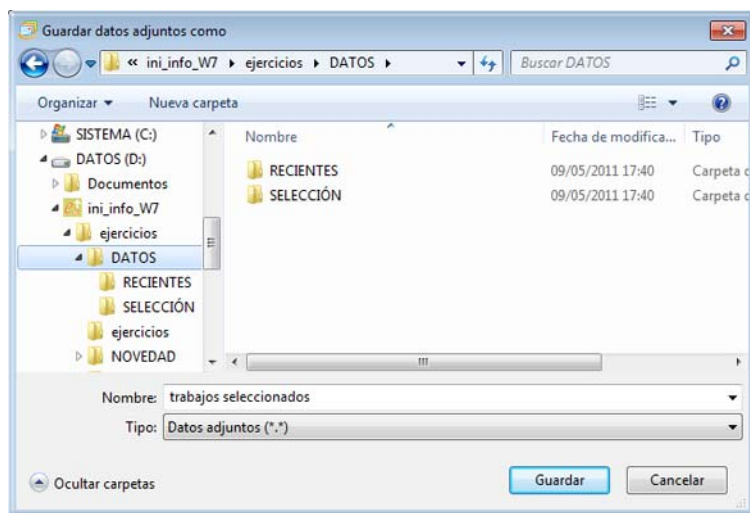 Guardar datos adjuntos como
« ini_info_W7 ejercicios DATOS Buscar DATOS
Organizar Nueva carpeta
SISTEMA (C:)
DATOS (D:)
Documentos
ini_info_W7
ejercicios
DATOS
RECIENTES
SELECCIÓN
ejercicios
NOVEDAD
Nombre Fecha de modifica... Tipo
RECIENTES 09/05/2011 17:40 Carpeta
SELECCIÓN 09/05/2011 17:40 Carpeta
Nombre: trabajos seleccionados
Tipo: Datos adjuntos (*.*)
Ocultar carpetas Guardar Cancelar